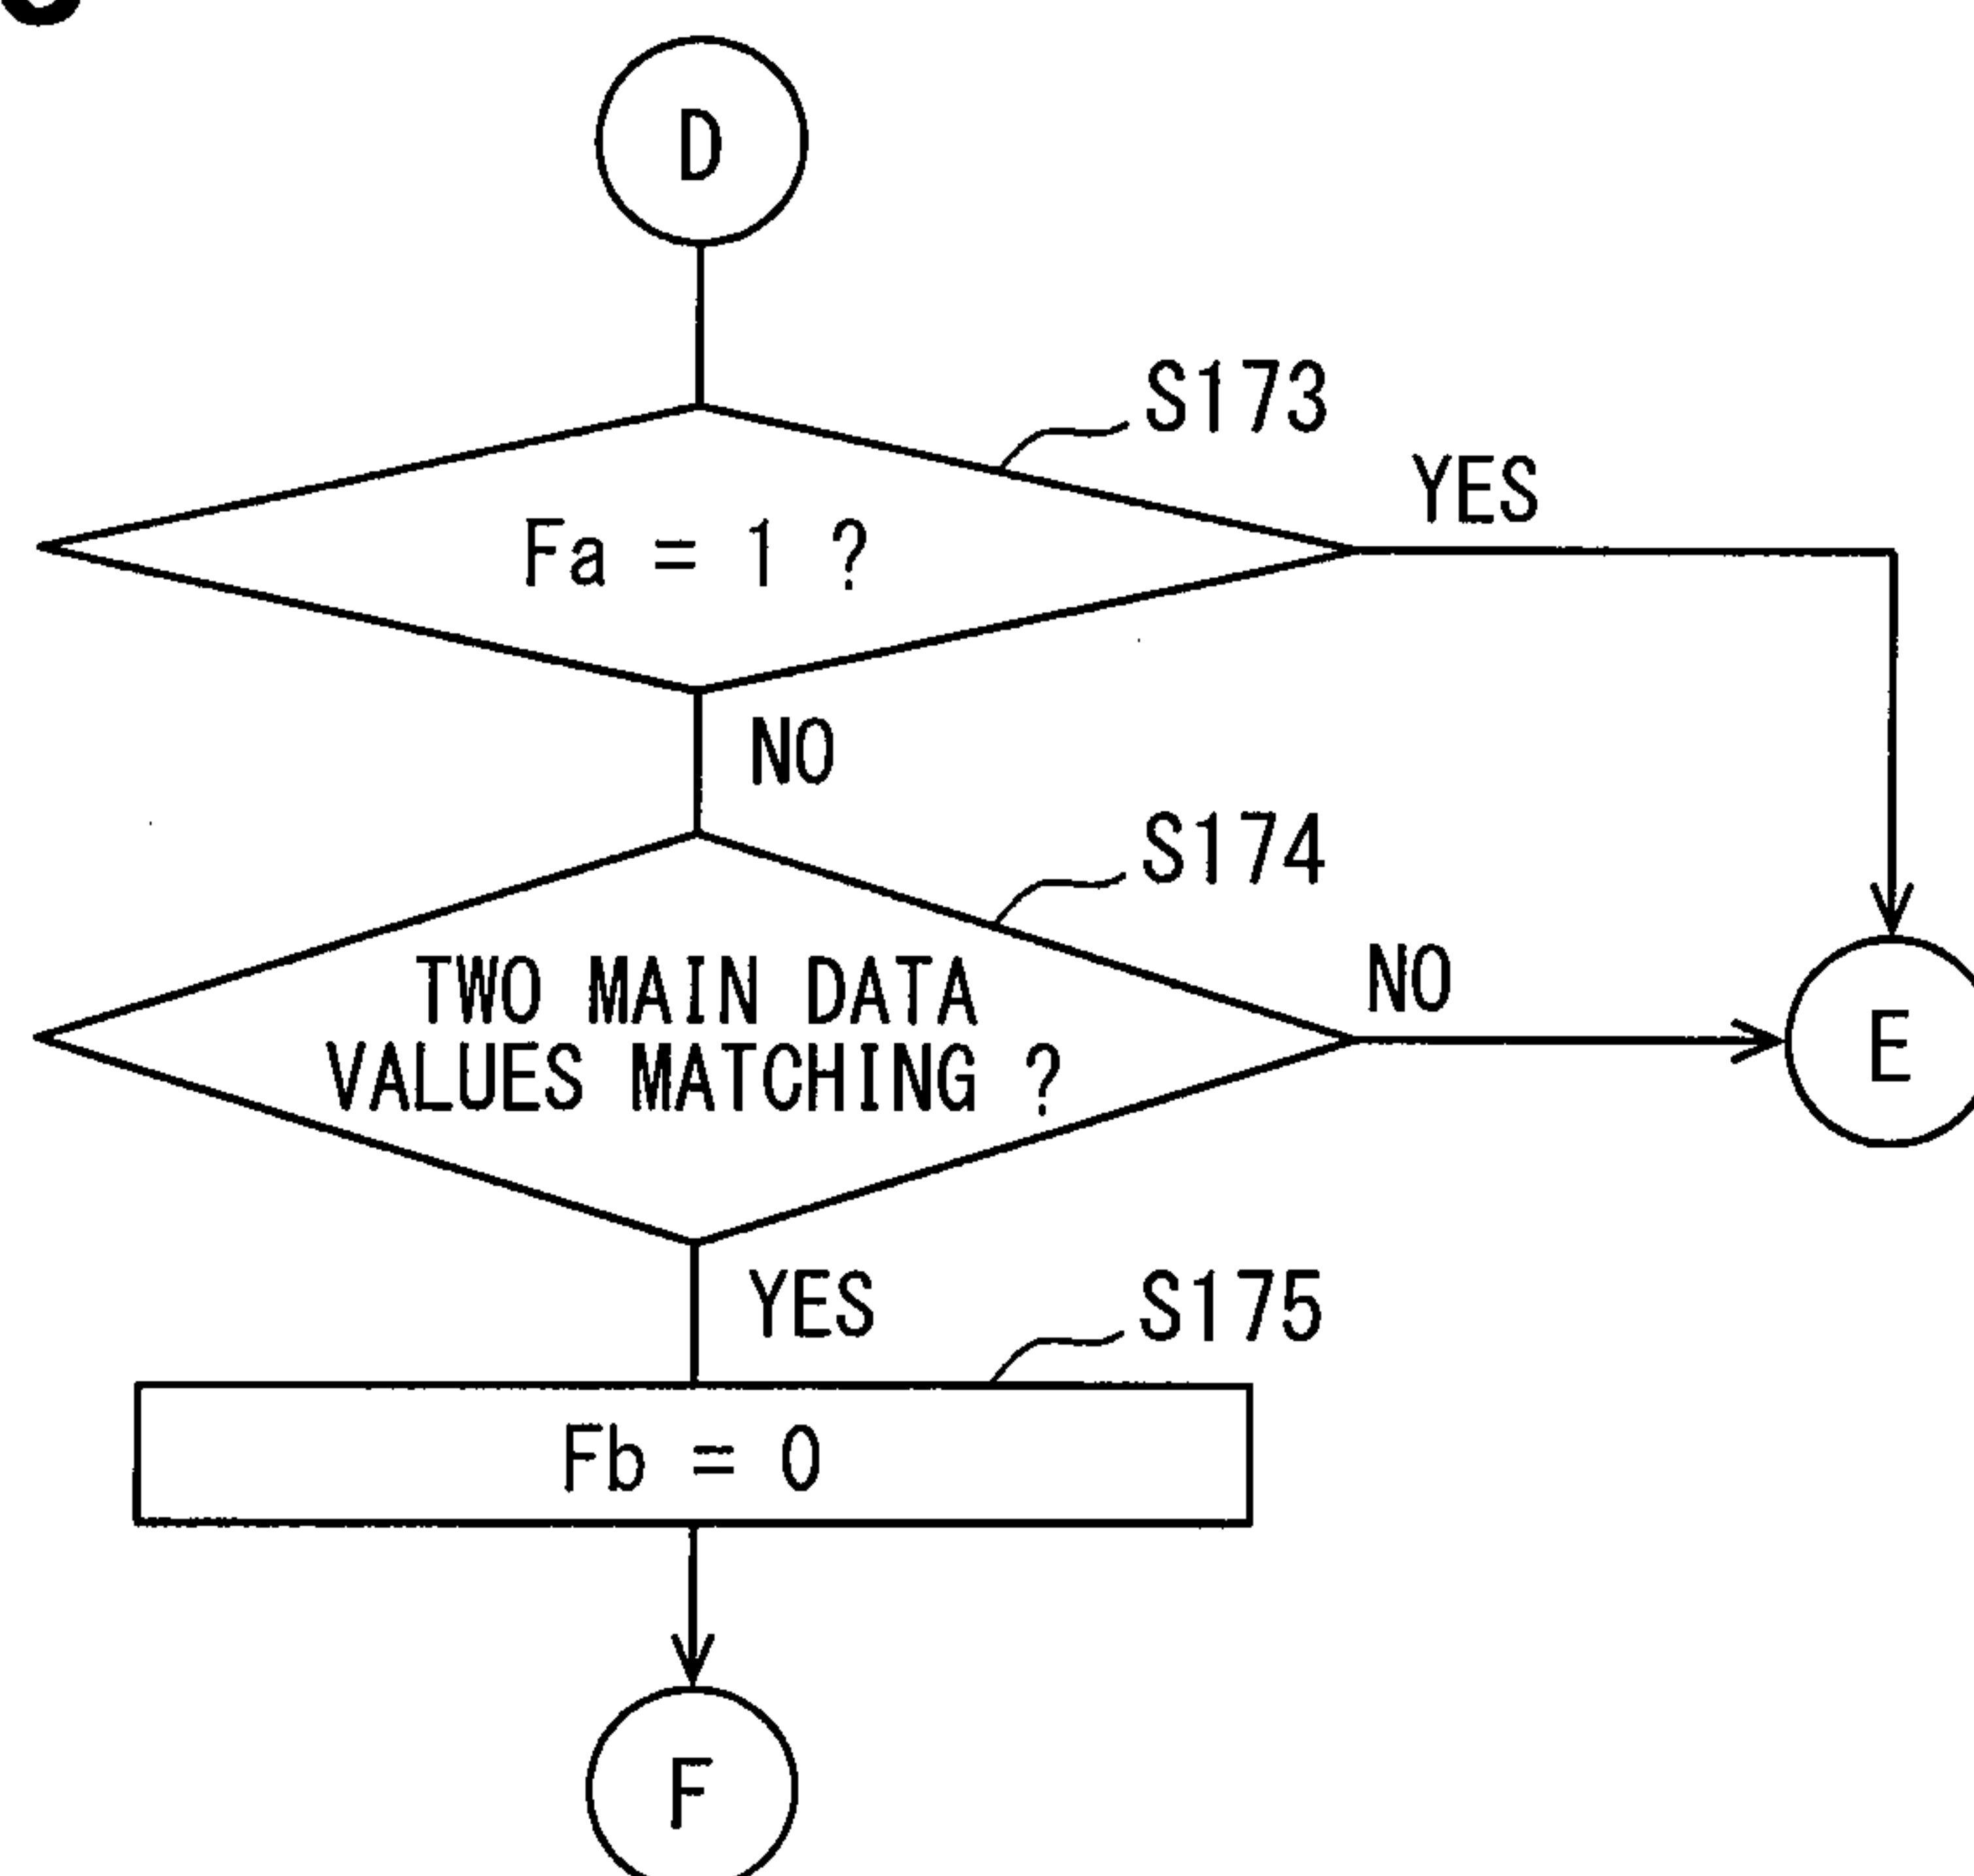 D
S173
YES
Fa = 1 ?
NO
S174
TWO MAIN DATA
NO
VALUES MATCHING ?
E
YES
S175
Fb = 0
F